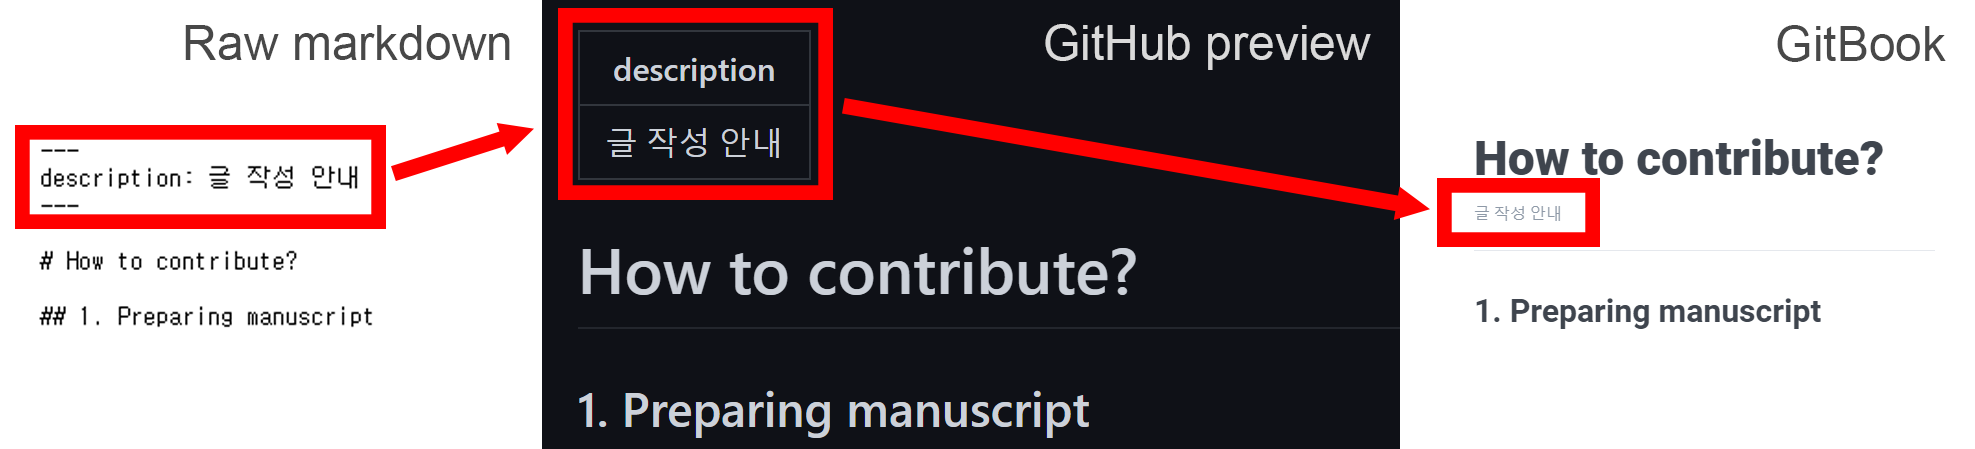 Raw markdown
---
description: 글 작성 안내
---
# How to contribute?
## 1. Preparing manuscript
GitHub preview
description
글 작성 안내
How to contribute?
1. Preparing manuscript
GitBook
How to contribute?
글 작성 안내
1. Preparing manuscript